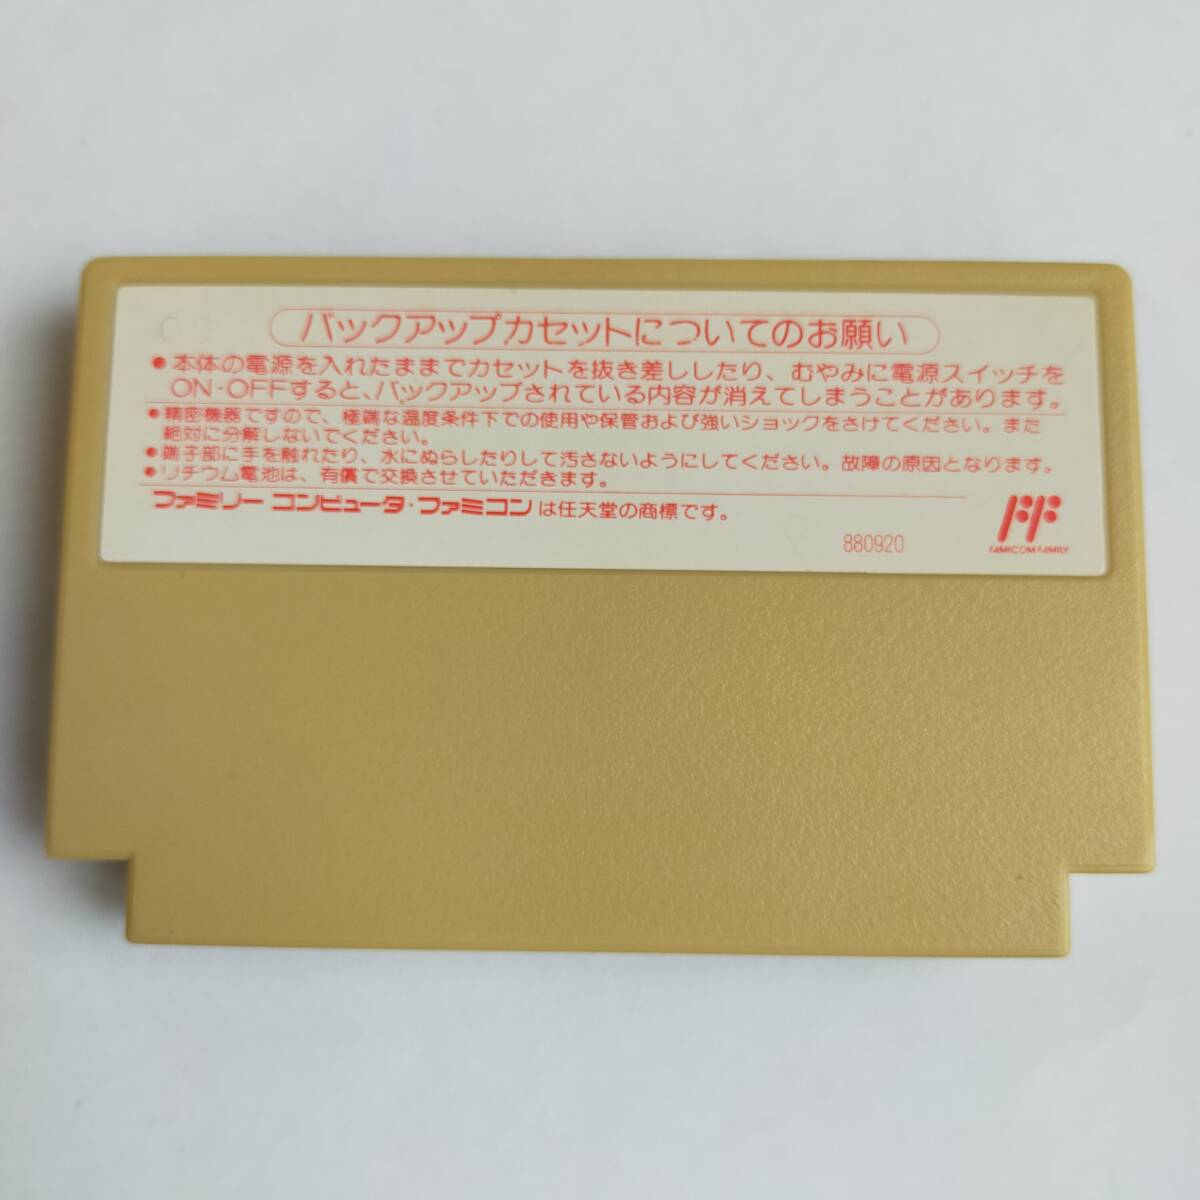 バックアップカセットについてのお願い
●本体の電源を入れたままでカセットを抜き差ししたり、むやみに電源スイッチを
ON・OFFすると、バックアップされている内容が消えてしまうことがあります。
●精密機器ですので、極端な温度条件下での使用や保管および強いショックをさけてください。また
絶対に分解しないでください。
●端子部に手を触れたり、水にぬらしたりして汚さないようにしてください。故障の原因となります。
●リチウム電池は、有償で交換させていただきます。
ファミリーコンピュータ・ファミコンは任天堂の商標です。
880920
FAMICOM FAMILY